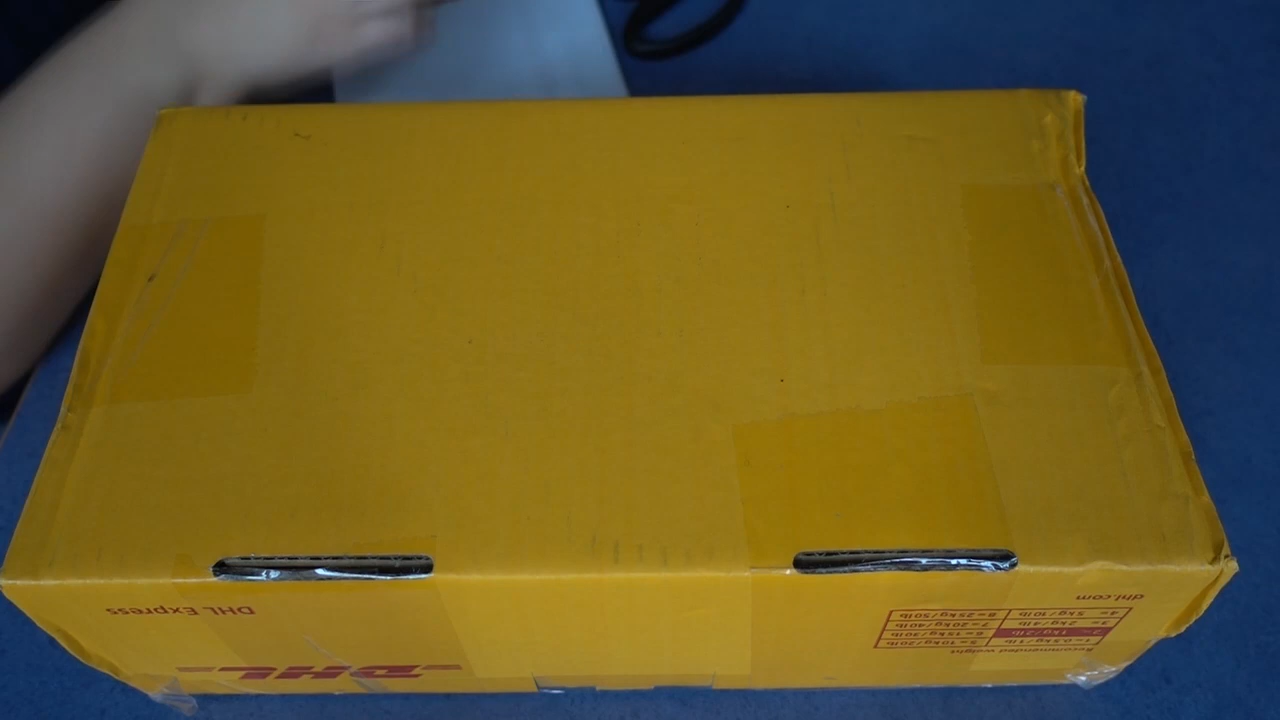 DHL Express
DHL
Recommended weight
1= 0.5kg/1lb 5= 10kg/20lb
2= 1kg/2lb 6=15kg/30lb
3= 2kg/4lb 7=20kg/40lb
4= 5kg/10lb 8=25kg/50lb
dhl.com